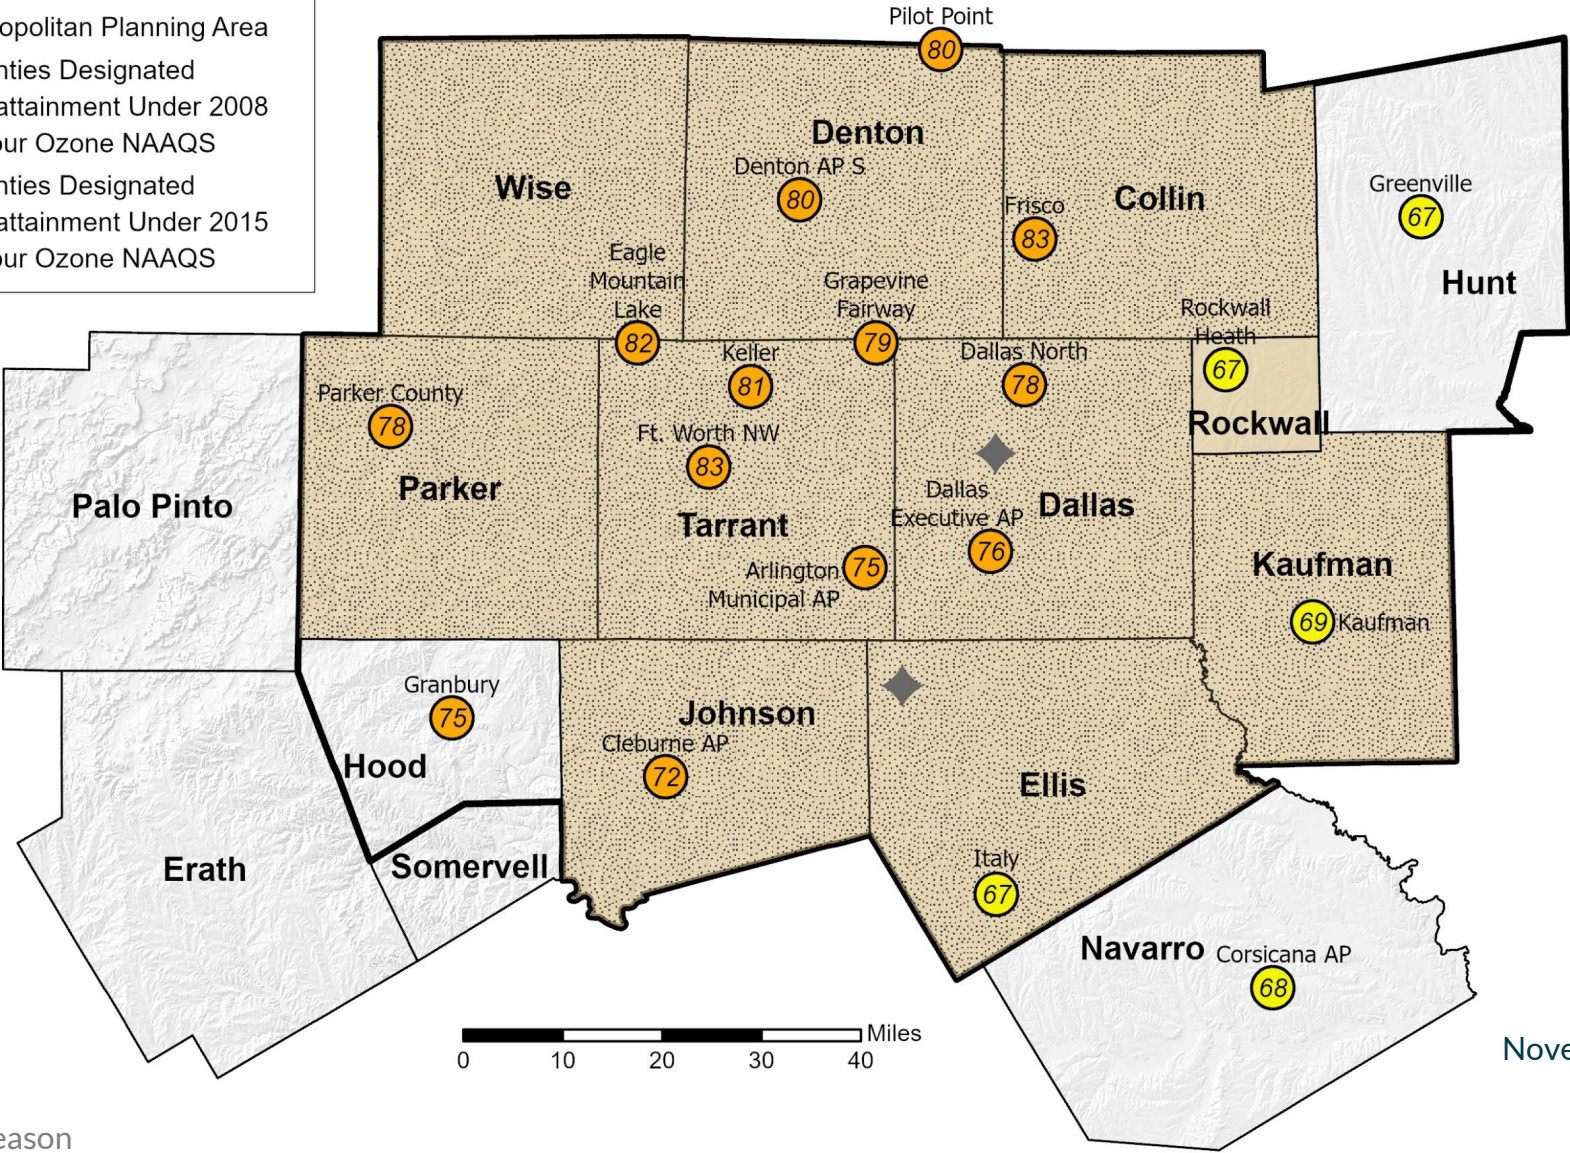 opolitan Planning Area
nties Designated
attainment Under 2008
our Ozone NAAQS
nties Designated
attainment Under 2015
our Ozone NAAQS
Pilot Point
80
Denton
Denton AP S
80
Wise
Collin
Frisco
83
Greenville
67
Hunt
Eagle
Mountain
Lake
82
Grapevine
Fairway
79
Rockwall
Heath
67
Rockwall
Keller
81
Dallas North
78
Parker County
78
Ft. Worth NW
83
Parker
Palo Pinto
Tarrant
Dallas
Executive AP
76
Dallas
Arlington
Municipal AP
75
Kaufman
69
Kaufman
Granbury
75
Hood
Johnson
Cleburne AP
72
Ellis
Erath
Somervell
Italy
67
Navarro
Corsicana AP
68
Miles
0 10 20 30 40
Nove
eason